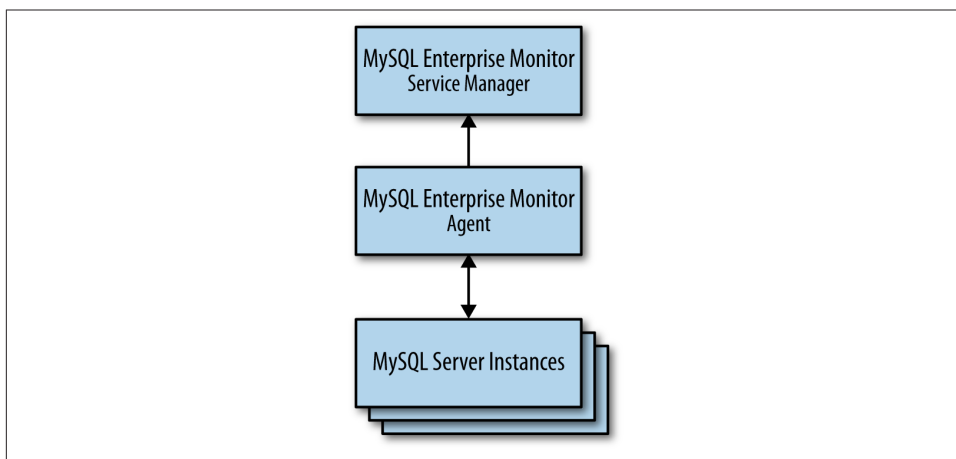 MySQL Enterprise Monitor
Service Manager
MySQL Enterprise Monitor
Agent
MySQL Server Instances